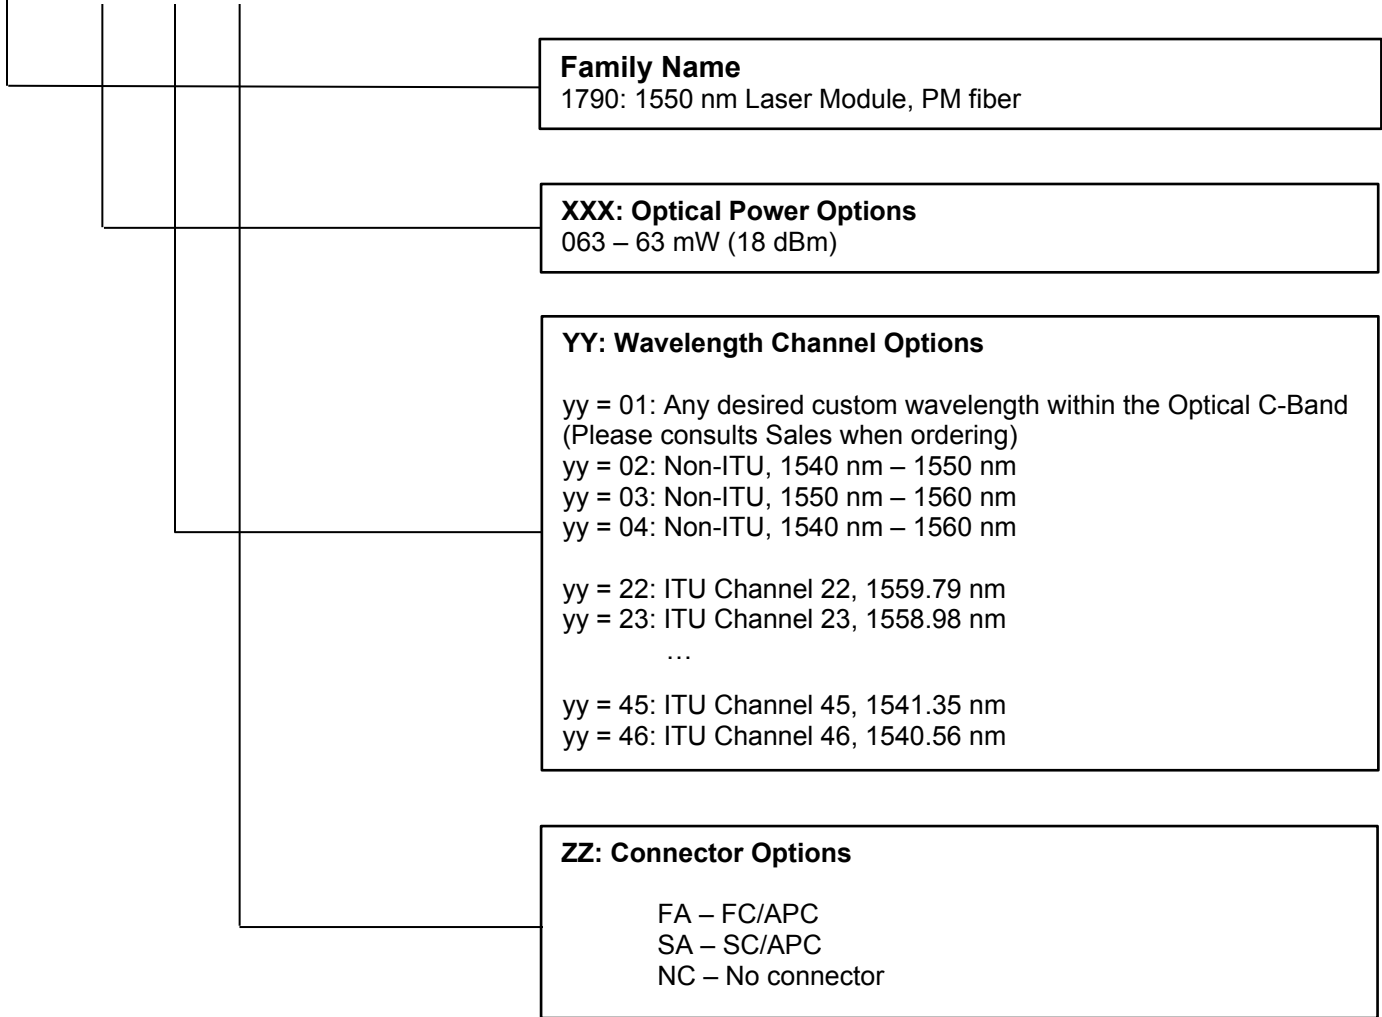 Family Name
1790: 1550 nm Laser Module, PM fiber
XXX: Optical Power Options
063 – 63 mW (18 dBm)
YY: Wavelength Channel Options
yy = 01: Any desired custom wavelength within the Optical C-Band
(Please consults Sales when ordering)
yy = 02: Non-ITU, 1540 nm – 1550 nm
yy = 03: Non-ITU, 1550 nm – 1560 nm
yy = 04: Non-ITU, 1540 nm – 1560 nm
yy = 22: ITU Channel 22, 1559.79 nm
yy = 23: ITU Channel 23, 1558.98 nm
…
yy = 45: ITU Channel 45, 1541.35 nm
yy = 46: ITU Channel 46, 1540.56 nm
ZZ: Connector Options
FA – FC/APC
SA – SC/APC
NC – No connector